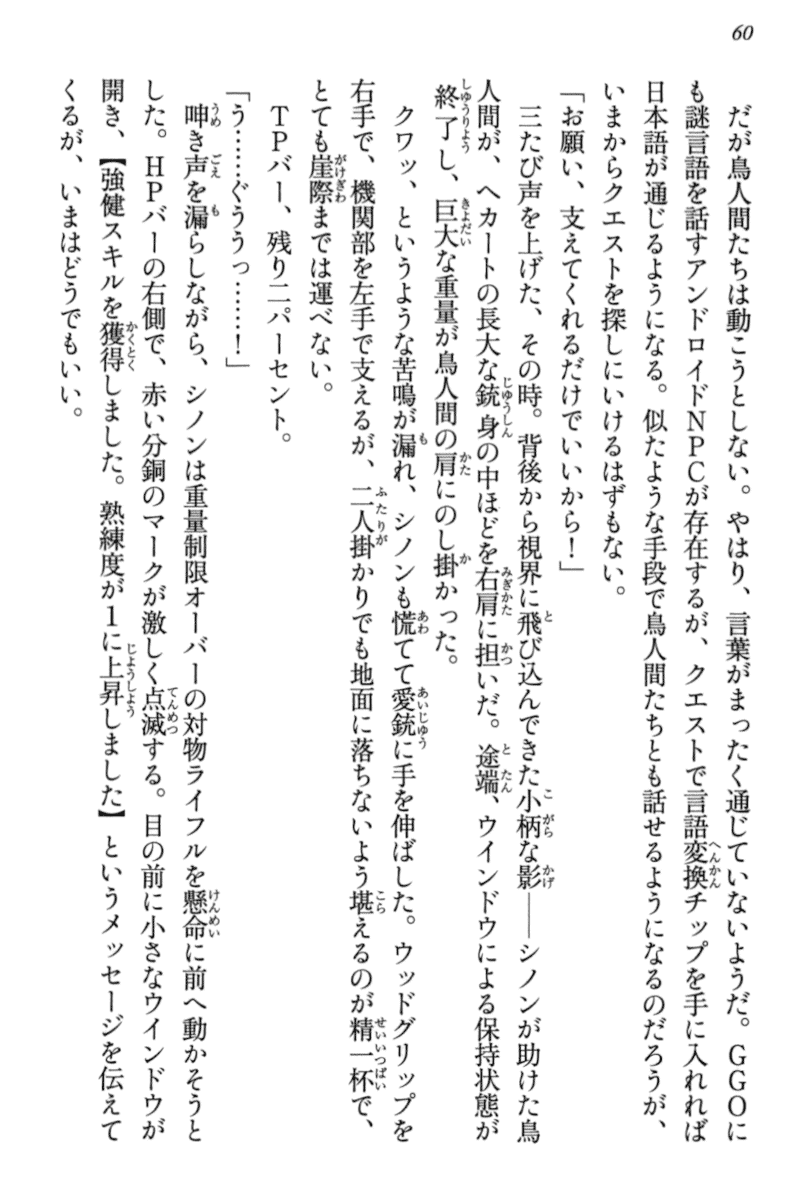 60
だが鳥人間たちは動こうとしない。やはり、言葉がまったく通じていないようだ。GGOに
も謎言語を話すアンドロイドNPCが存在するが、クエストで言語変換チップを手に入れれば
日本語が通じるようになる。似たような手段で鳥人間たちとも話せるようになるのだろうが、
いまからクエストを探しにいけるはずもない。
「お願い、支えてくれるだけでいいから!」
三たび声を上げた、その時。背後から視界に飛び込んできた小柄な影――シノンが助けた鳥
人間が、ヘカートの長大な銃身の中ほどを右肩に担いだ。途端、ウインドウによる保持状態が
終了し、巨大な重量が鳥人間の肩にのし掛かった。
クワッ、というような苦鳴が漏れ、シノンも慌てて愛銃に手を伸ばした。ウッドグリップを
右手で、機関部を左手で支えるが、二人掛かりでも地面に落ちないよう堪えるのが精一杯で、
とても崖際までは運べない。
TPバー、残り二パーセント。
「う……ぐううっ……!」
呻き声を漏らしながら、シノンは重量制限オーバーの対物ライフルを懸命に前へ動かそうと
した。HPバーの右側で、赤い分銅のマークが激しく点滅する。目の前に小さなウインドウが
開き、【強健スキルを獲得しました。熟練度が1に上昇しました】というメッセージを伝えて
くるが、いまはどうでもいい。